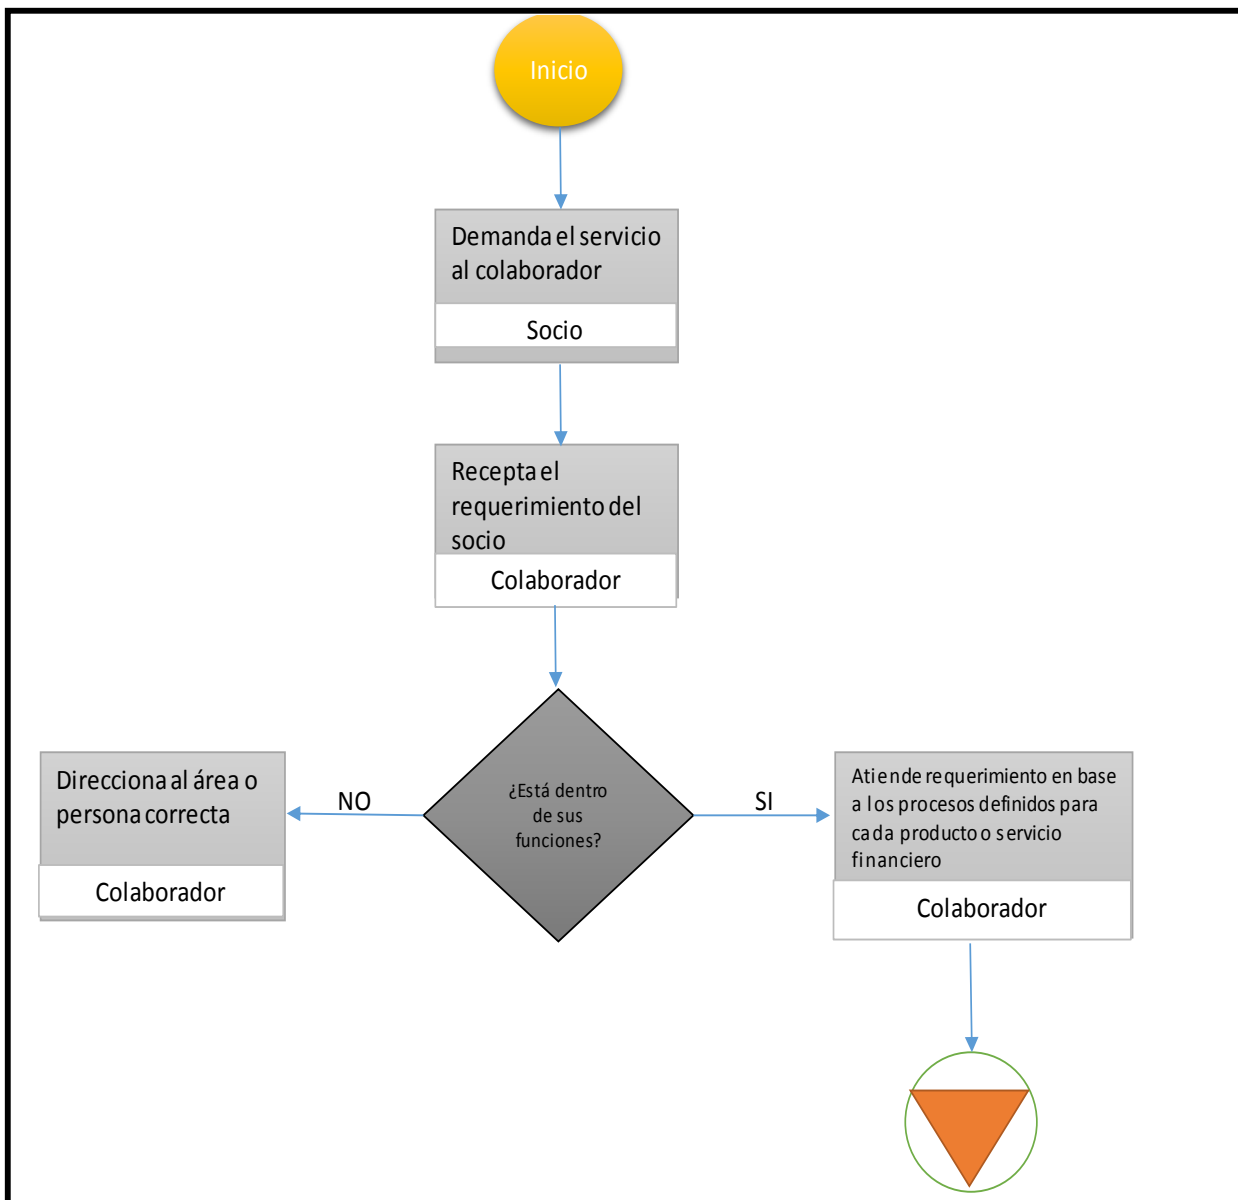 Inicio
Demanda el servicio
al colaborador
Socio
Recepta el
requerimiento del
socio
Colaborador
¿Está dentro
de sus
funciones?
NO
SI
Direcciona al área o
persona correcta
Colaborador
Atiende requerimiento en base
a los procesos definidos para
cada producto o servicio
financiero
Colaborador